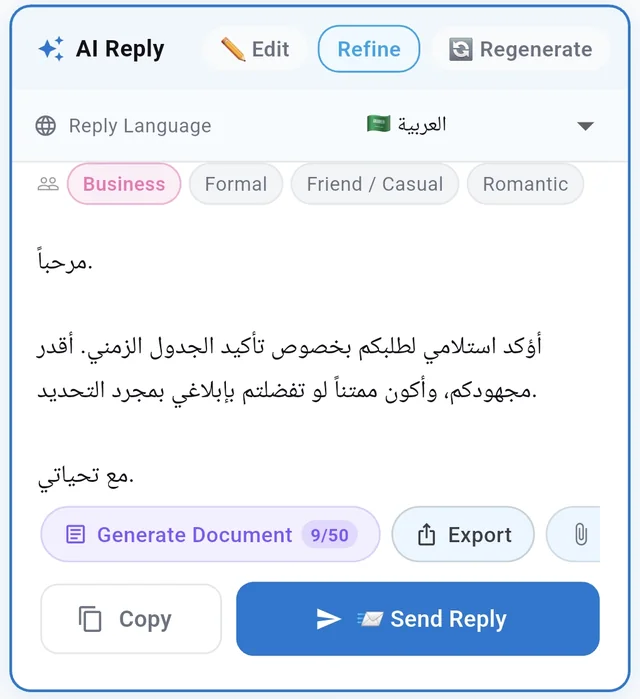 AI Reply
Edit
Refine
Regenerate
Reply Language
العربية
Business
Formal
Friend / Casual
Romantic
مرحباً.
أؤكد استلامي لطلبكم بخصوص تأكيد الجدول الزمني. أقدر
مجهودكم، وأكون ممتناً لو تفضلتم بإبلاغي بمجرد التحديد.
مع تحياتي.
Generate Document 9/50
Export
Copy
Send Reply